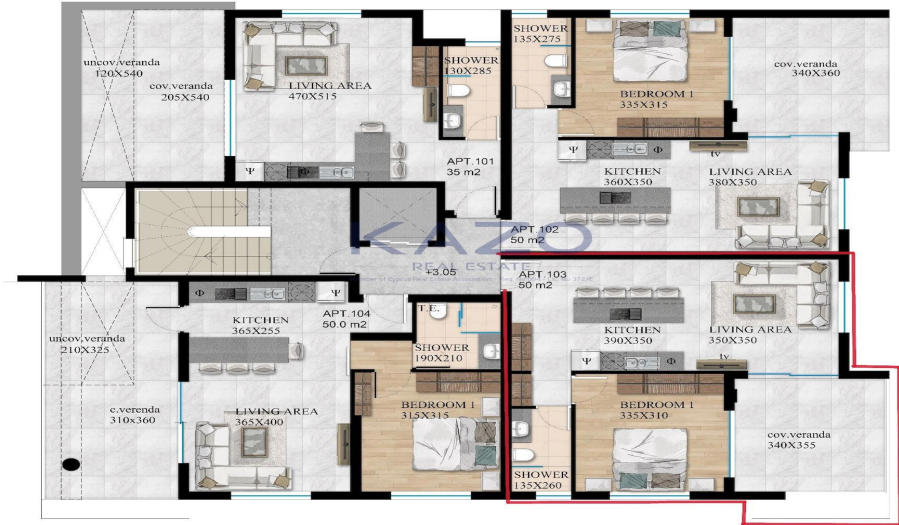 uncov.veranda
120X540
cov.veranda
205X540
LIVING AREA
470X515
SHOWER
130X285
SHOWER
135X275
BEDROOM 1
335X315
cov.veranda
340X360
APT.101
35 m2
Ψ
Φ
Ψ
Φ
tv
KITCHEN
360X350
LIVING AREA
380X350
KAZO
REAL ESTATE
APT.102
50 m2
+3.05
APT.103
50 m2
Φ
Ψ
APT.104
50.0 m2
KITCHEN
365X255
T.E.
SHOWER
190X210
KITCHEN
390X350
LIVING AREA
350X350
Ψ
Φ
tv
uncov.veranda
210X325
c.verenda
310x360
LIVING AREA
365X400
BEDROOM 1
315X315
BEDROOM 1
335X310
SHOWER
135X260
cov.veranda
340X355